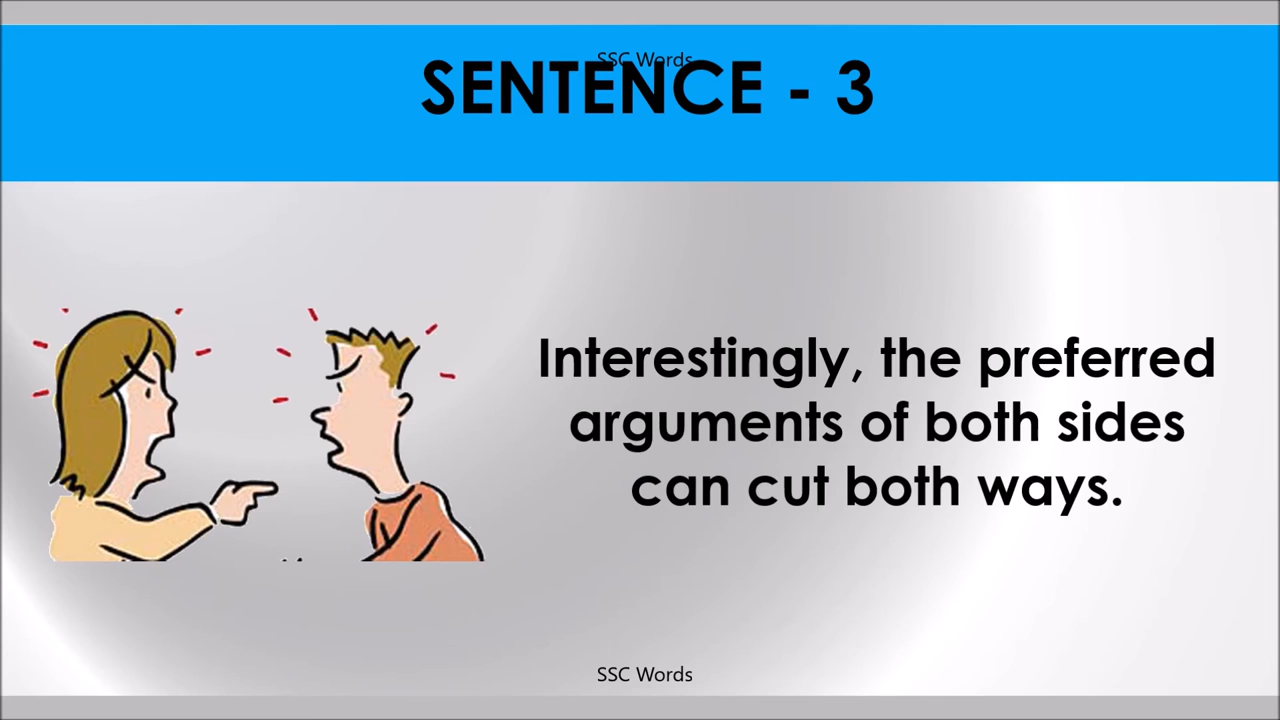 SSC Words
SENTENCE - 3
Interestingly, the preferred
arguments of both sides
can cut both ways.
SSC Words